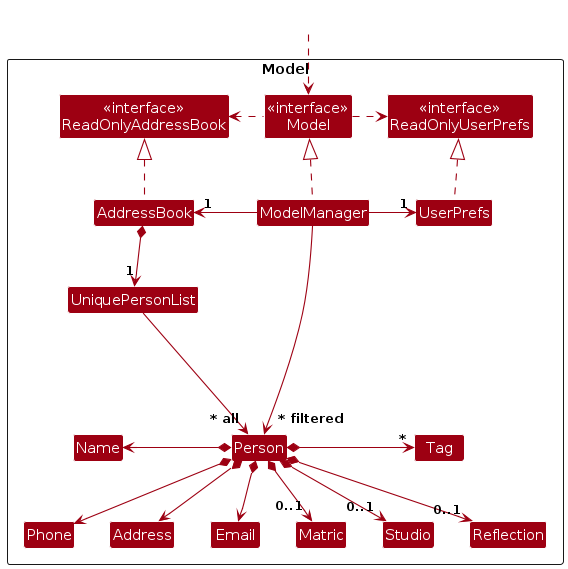 Model
«interface»
ReadOnlyAddressBook
«interface»
Model
«interface»
ReadOnlyUserPrefs
AddressBook
1
ModelManager
1
UserPrefs
1
UniquePersonList
* all
* filtered
Name
Person
*
Tag
0..1
0..1
0..1
Phone
Address
Email
Matric
Studio
Reflection